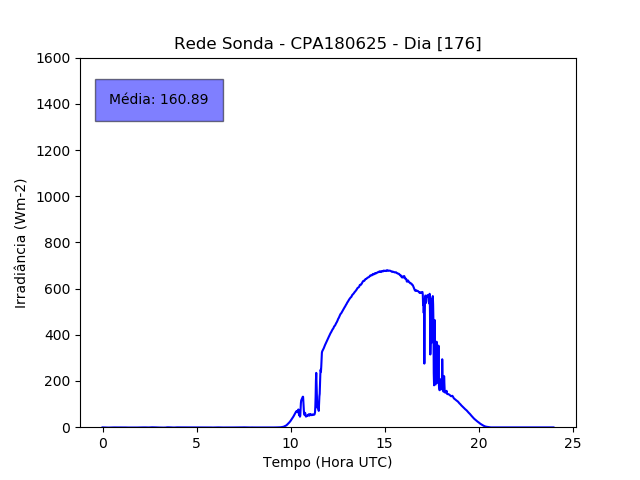 Rede Sonda - CPA180625 - Dia [176]
1600
1400
1200
1000
800
600
400
200
0
Média: 160.89
Irradiância (Wm-2)
0 5 10 15 20 25
Tempo (Hora UTC)